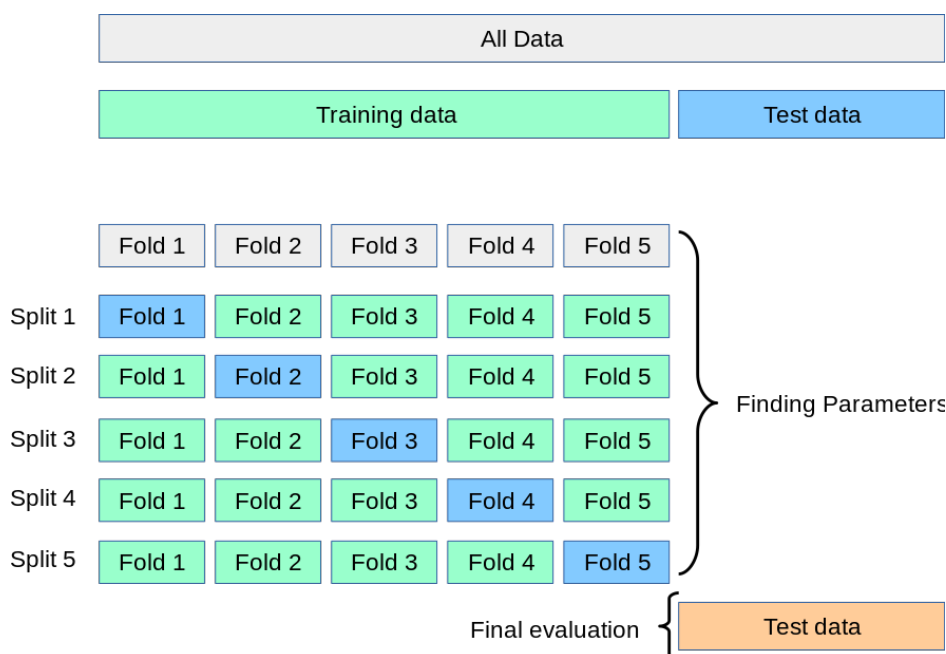 All Data
Training data Test data
Fold 1 Fold 2 Fold 3 Fold 4 Fold 5
Split 1 Fold 1 Fold 2 Fold 3 Fold 4 Fold 5
Split 2 Fold 1 Fold 2 Fold 3 Fold 4 Fold 5
Finding Parameters
Split 3 Fold 1 Fold 2 Fold 3 Fold 4 Fold 5
Split 4 Fold 1 Fold 2 Fold 3 Fold 4 Fold 5
Split 5 Fold 1 Fold 2 Fold 3 Fold 4 Fold 5
Final evaluation Test data